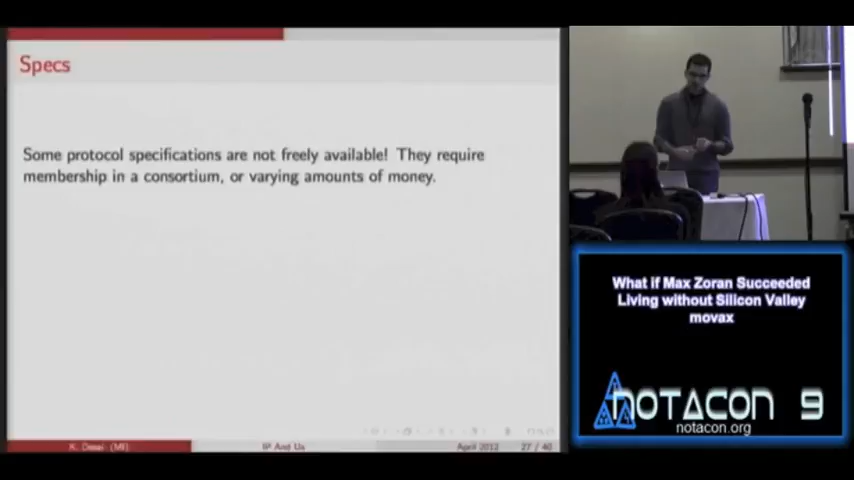 Specs
Some protocol specifications are not freely available! They require
membership in a consortium, or varying amounts of money.
K. Desai (MII)
IP And Us
April 2012
27 / 40
What if Max Zoran Succeeded
Living without Silicon Valley
movax
NOTACON 9
notacon.org